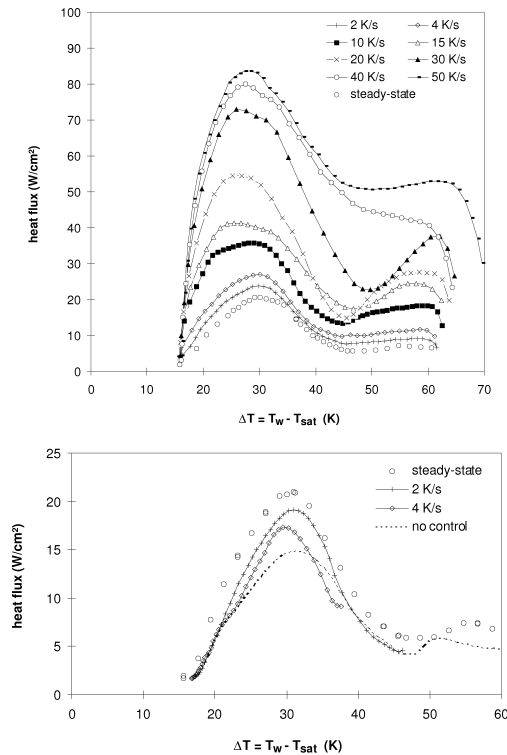 100
90
80
70
60
50
40
30
20
10
0
heat flux (W/cm²)
2 K/s 4 K/s
10 K/s 15 K/s
20 K/s 30 K/s
40 K/s 50 K/s
steady-state
0 10 20 30 40 50 60 70
ΔT = Tw - Tsat (K)
25
20
15
10
5
0
heat flux (W/cm²)
steady-state
2 K/s
4 K/s
no control
0 10 20 30 40 50 60
ΔT = Tw - Tsat (K)